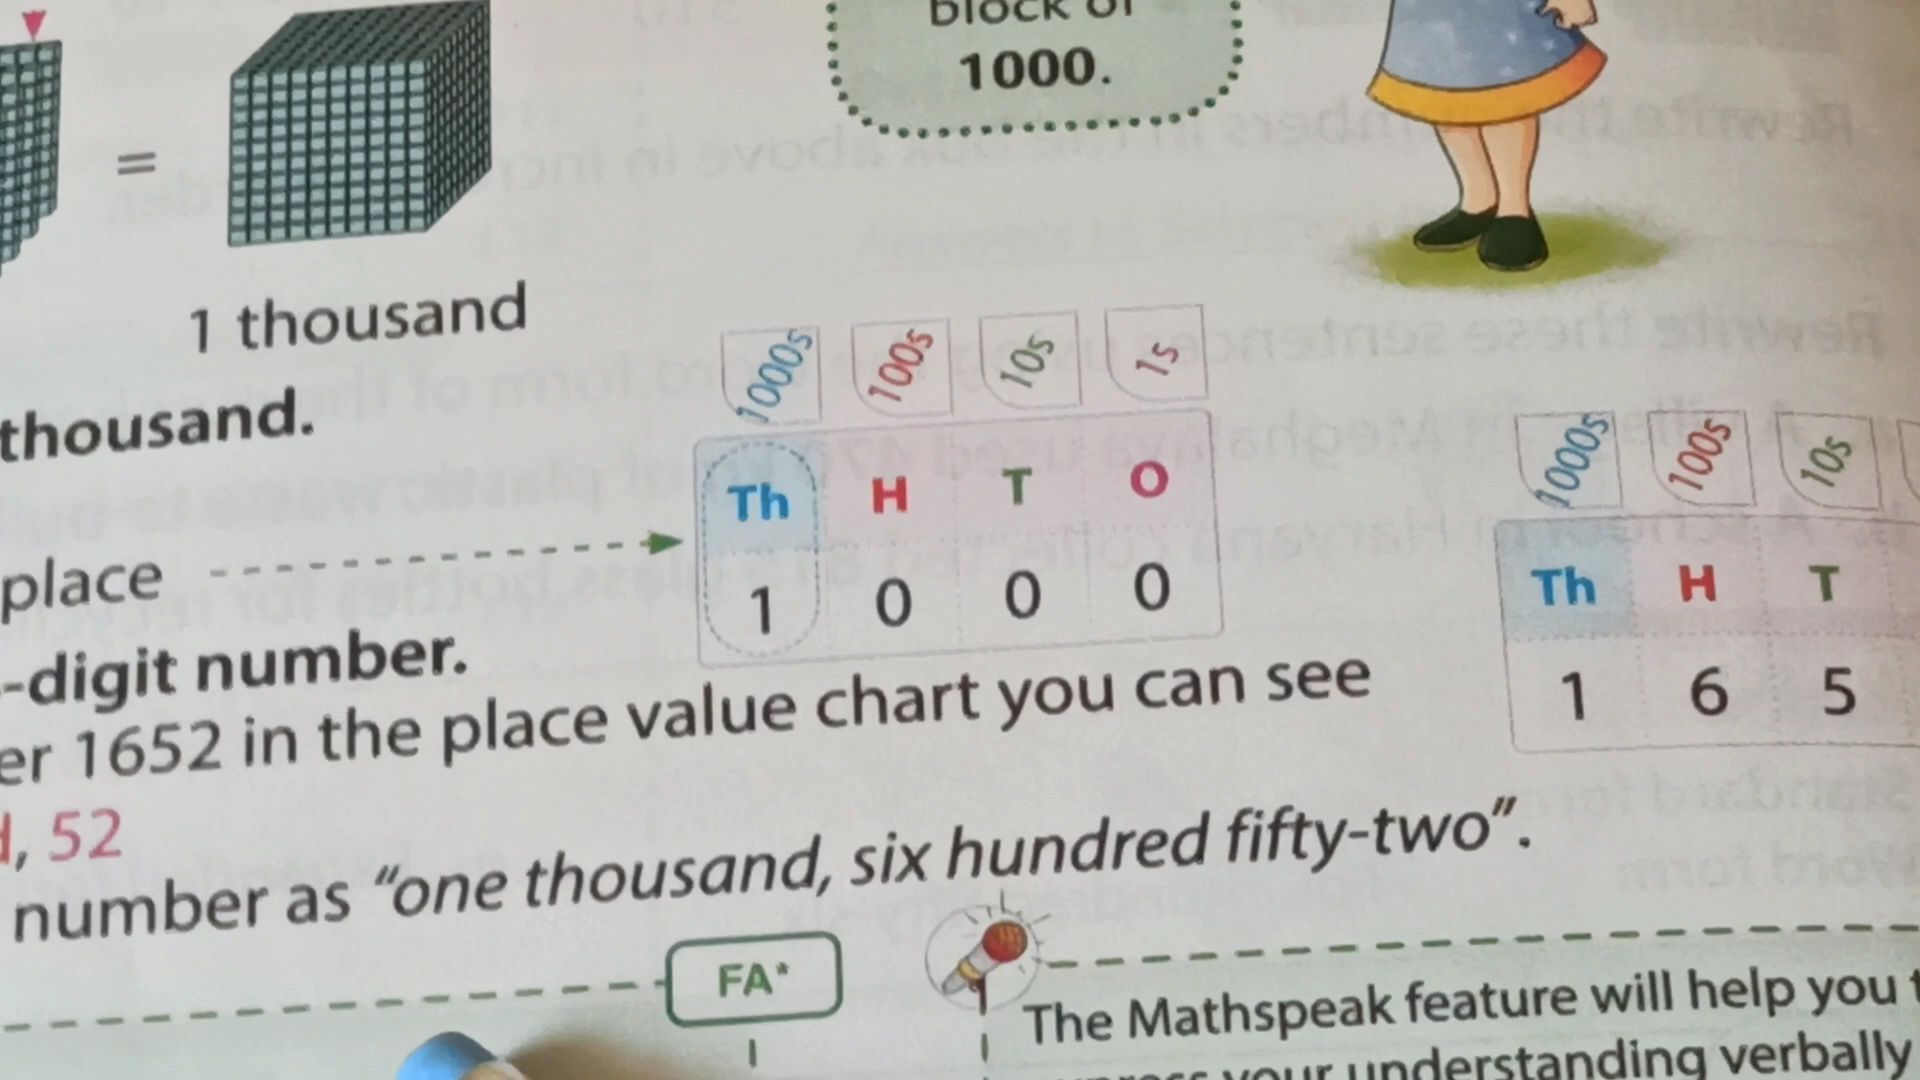 block of
1000.
=
1 thousand
thousand.
1000s 100s 10s 1s
Th H T O
1 0 0 0
1000s 100s 10s
Th H T
1 6 5
place
-digit number.
er 1652 in the place value chart you can see
, 52
number as “one thousand, six hundred fifty-two”.
FA*
The Mathspeak feature will help you
your understanding verbally